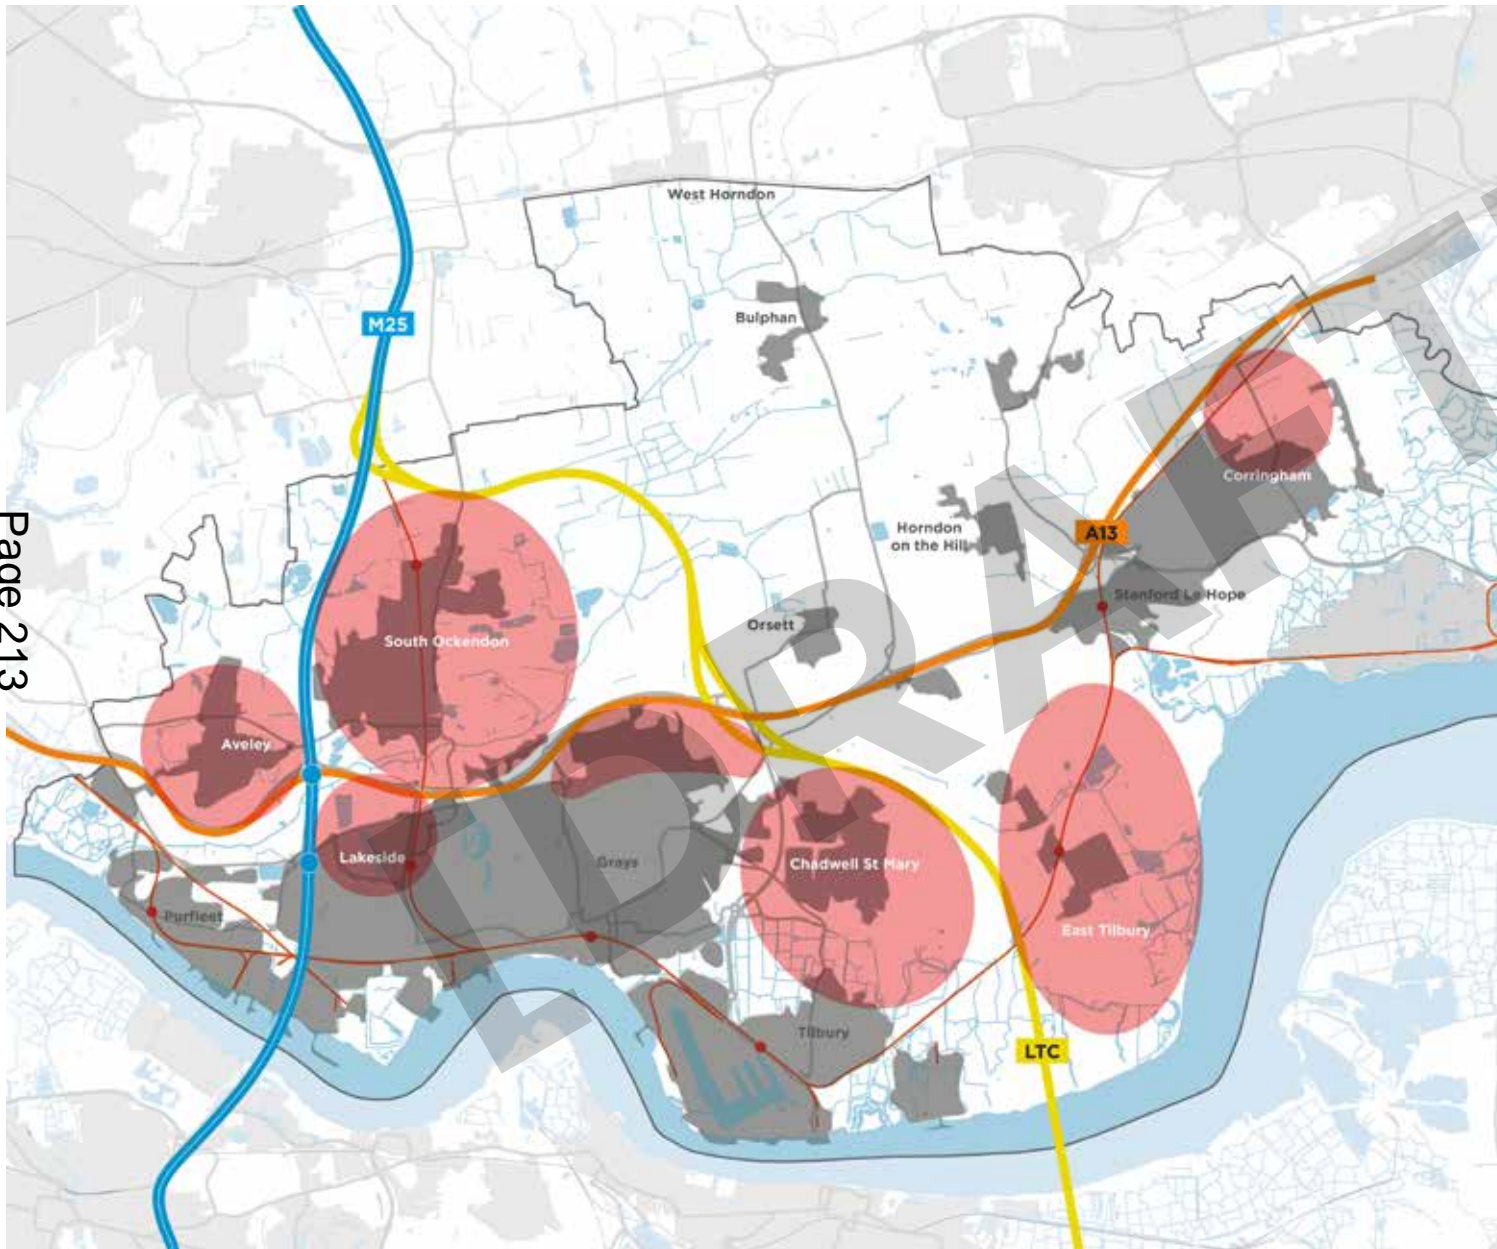 West Horndon
Bulphan
M25
Corringham
Horndon
on the Hill
A13
Stanford Le Hope
Orsett
South Ockendon
Aveley
Lakeside
Grays
Chadwell St Mary
Purfleet
East Tilbury
Tilbury
LTC
DRAFT
Page 213